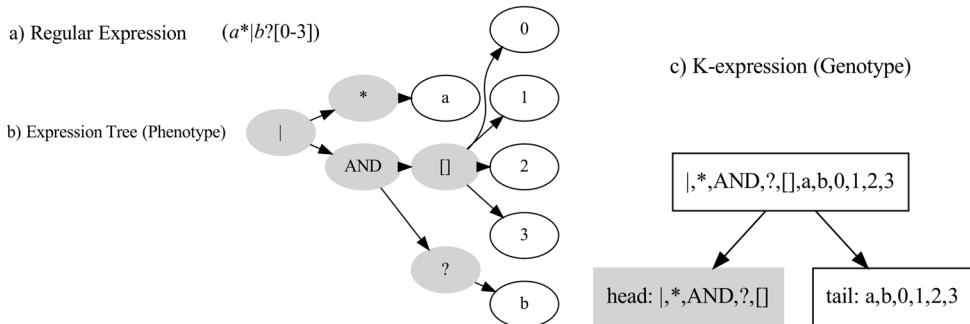 a) Regular Expression (a*|b?[0-3])
b) Expression Tree (Phenotype)
|
*
AND
a
[]
?
0
1
2
3
b
c) K-expression (Genotype)
|,*,AND,?,[],a,b,0,1,2,3
head: |,*,AND,?,[]
tail: a,b,0,1,2,3